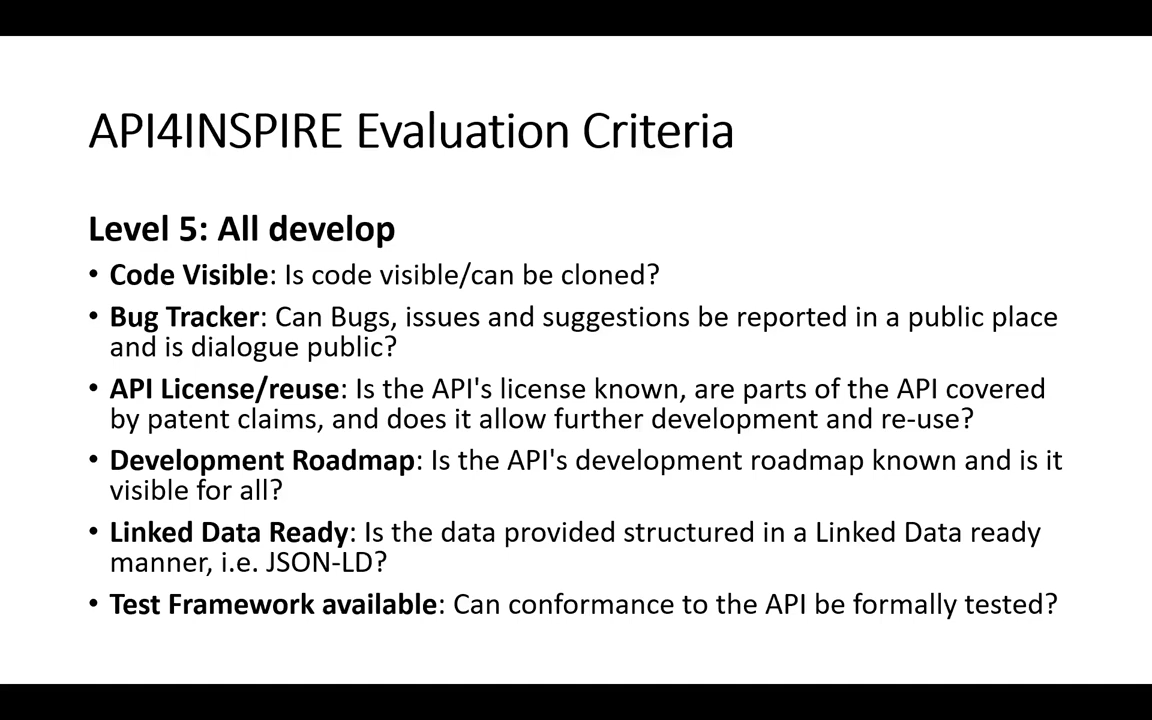 API4INSPIRE Evaluation Criteria
Level 5: All develop
• Code Visible: Is code visible/can be cloned?
• Bug Tracker: Can Bugs, issues and suggestions be reported in a public place
and is dialogue public?
• API License/reuse: Is the API's license known, are parts of the API covered
by patent claims, and does it allow further development and re-use?
• Development Roadmap: Is the API's development roadmap known and is it
visible for all?
• Linked Data Ready: Is the data provided structured in a Linked Data ready
manner, i.e. JSON-LD?
• Test Framework available: Can conformance to the API be formally tested?